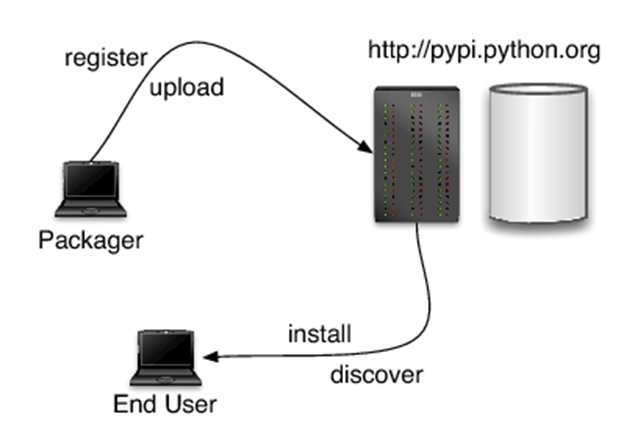 http://pypi.python.org
register
upload
Packager
install
discover
End User